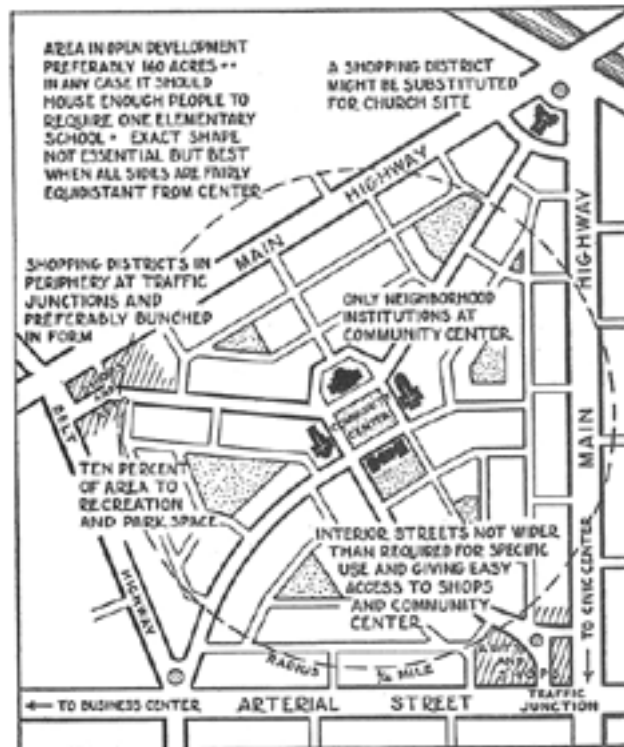 AREA IN OPEN DEVELOPMENT
PREFERABLY 160 ACRES
IN ANY CASE IT SHOULD
HOUSE ENOUGH PEOPLE TO
REQUIRE ONE ELEMENTARY
SCHOOL • EXACT SHAPE
NOT ESSENTIAL BUT BEST
WHEN ALL SIDES ARE FAIRLY
EQUIDISTANT FROM CENTER
A SHOPPING DISTRICT
MIGHT BE SUBSTITUTED
FOR CHURCH SITE
MAIN HIGHWAY
HIGHWAY
MAIN
SHOPPING DISTRICTS IN
PERIPHERY AT TRAFFIC
JUNCTIONS AND
PREFERABLY BUNCHED
IN FORM
ONLY NEIGHBORHOOD
INSTITUTIONS AT
COMMUNITY CENTER
COMMUNITY
CENTER
BELT
HIGHWAY
TEN PERCENT
OF AREA TO
RECREATION
AND PARK SPACE
INTERIOR STREETS NOT WIDER
THAN REQUIRED FOR SPECIFIC
USE AND GIVING EASY
ACCESS TO SHOPS
AND COMMUNITY
CENTER
TO CIVIC CENTER
RADIUS
¼ MILE
TRAFFIC
JUNCTION
← TO BUSINESS CENTER
ARTERIAL STREET